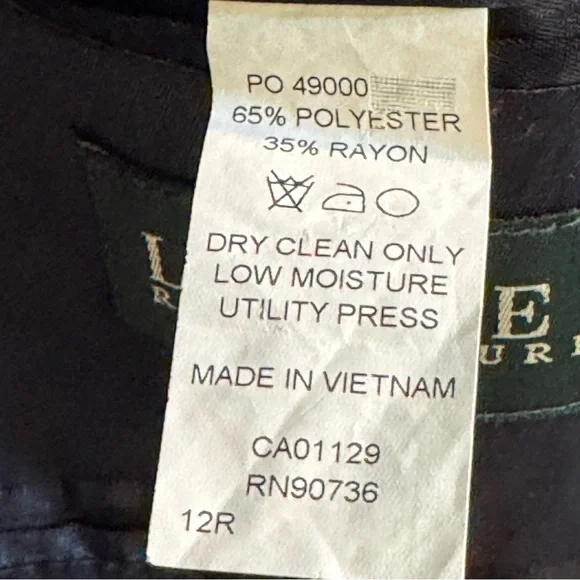 PO 49000
65% POLYESTER
35% RAYON
DRY CLEAN ONLY
LOW MOISTURE
UTILITY PRESS
MADE IN VIETNAM
CA01129
RN90736
12R